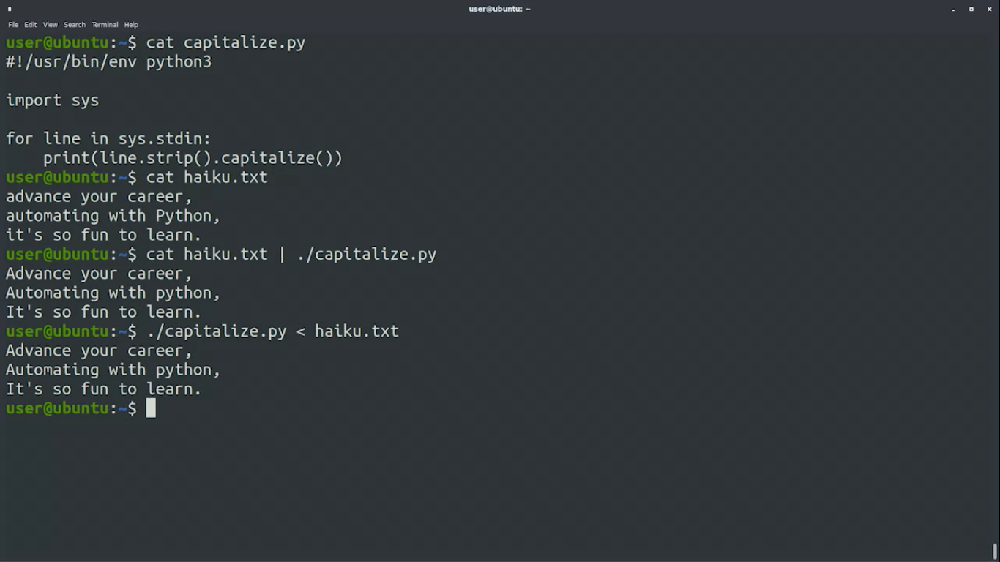 user@ubuntu: ~
File Edit View Search Terminal Help
user@ubuntu:~$ cat capitalize.py
#!/usr/bin/env python3

import sys

for line in sys.stdin:
    print(line.strip().capitalize())
user@ubuntu:~$ cat haiku.txt
advance your career,
automating with Python,
it's so fun to learn.
user@ubuntu:~$ cat haiku.txt | ./capitalize.py
Advance your career,
Automating with python,
It's so fun to learn.
user@ubuntu:~$ ./capitalize.py < haiku.txt
Advance your career,
Automating with python,
It's so fun to learn.
user@ubuntu:~$